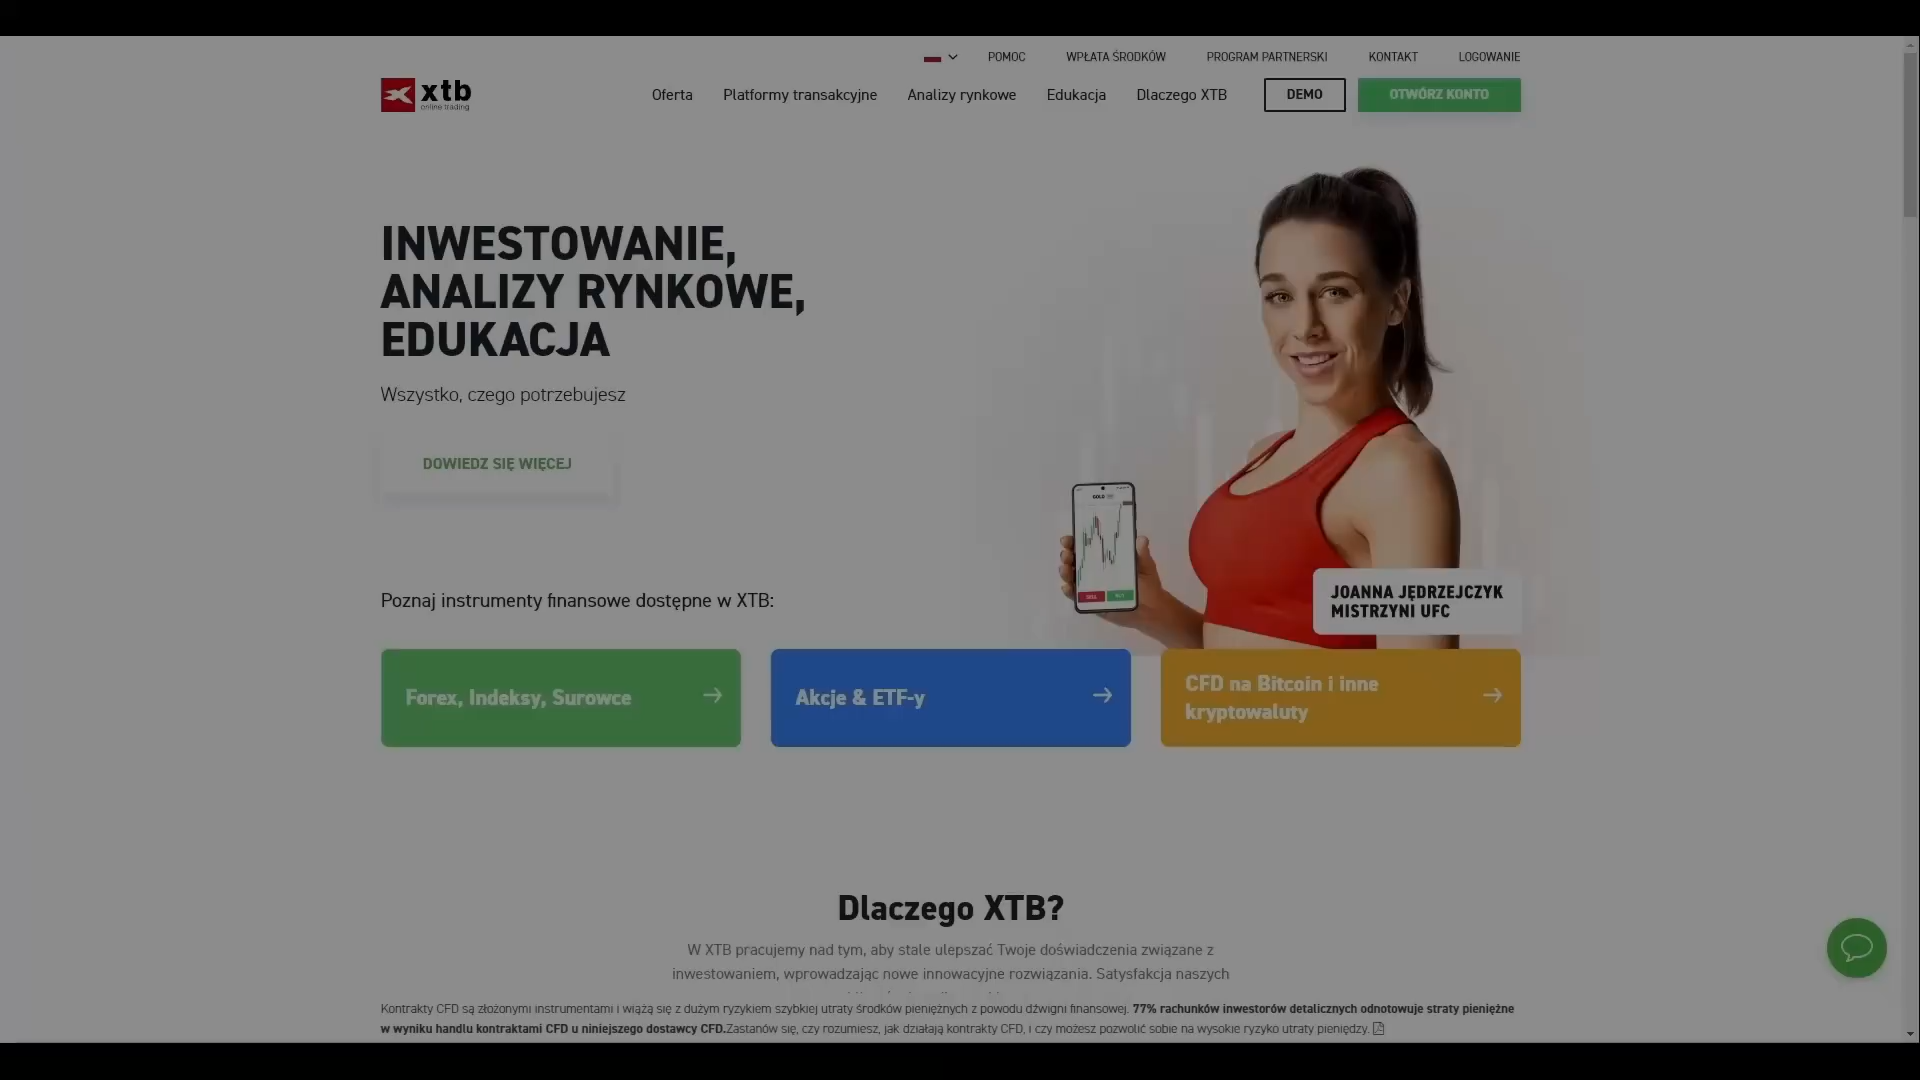 POMOC WPŁATA ŚRODKÓW PROGRAM PARTNERSKI KONTAKT LOGOWANIE
xtb
online trading
Oferta Platformy transakcyjne Analizy rynkowe Edukacja Dlaczego XTB DEMO OTWÓRZ KONTO
INWESTOWANIE,
ANALIZY RYNKOWE,
EDUKACJA
Wszystko, czego potrzebujesz
DOWIEDZ SIĘ WIĘCEJ
GOLD
JOANNA JĘDRZEJCZYK
MISTRZYNI UFC
Poznaj instrumenty finansowe dostępne w XTB:
Forex, Indeksy, Surowce
Akcje & ETF-y
CFD na Bitcoin i inne
kryptowaluty
Dlaczego XTB?
W XTB pracujemy nad tym, aby stale ulepszać Twoje doświadczenia związane z
inwestowaniem, wprowadzając nowe innowacyjne rozwiązania. Satysfakcja naszych
Kontrakty CFD są złożonymi instrumentami i wiążą się z dużym ryzykiem szybkiej utraty środków pieniężnych z powodu dźwigni finansowej. 77% rachunków inwestorów detalicznych odnotowuje straty pieniężne
w wyniku handlu kontraktami CFD u niniejszego dostawcy CFD.Zastanów się, czy rozumiesz, jak działają kontrakty CFD, i czy możesz pozwolić sobie na wysokie ryzyko utraty pieniędzy.